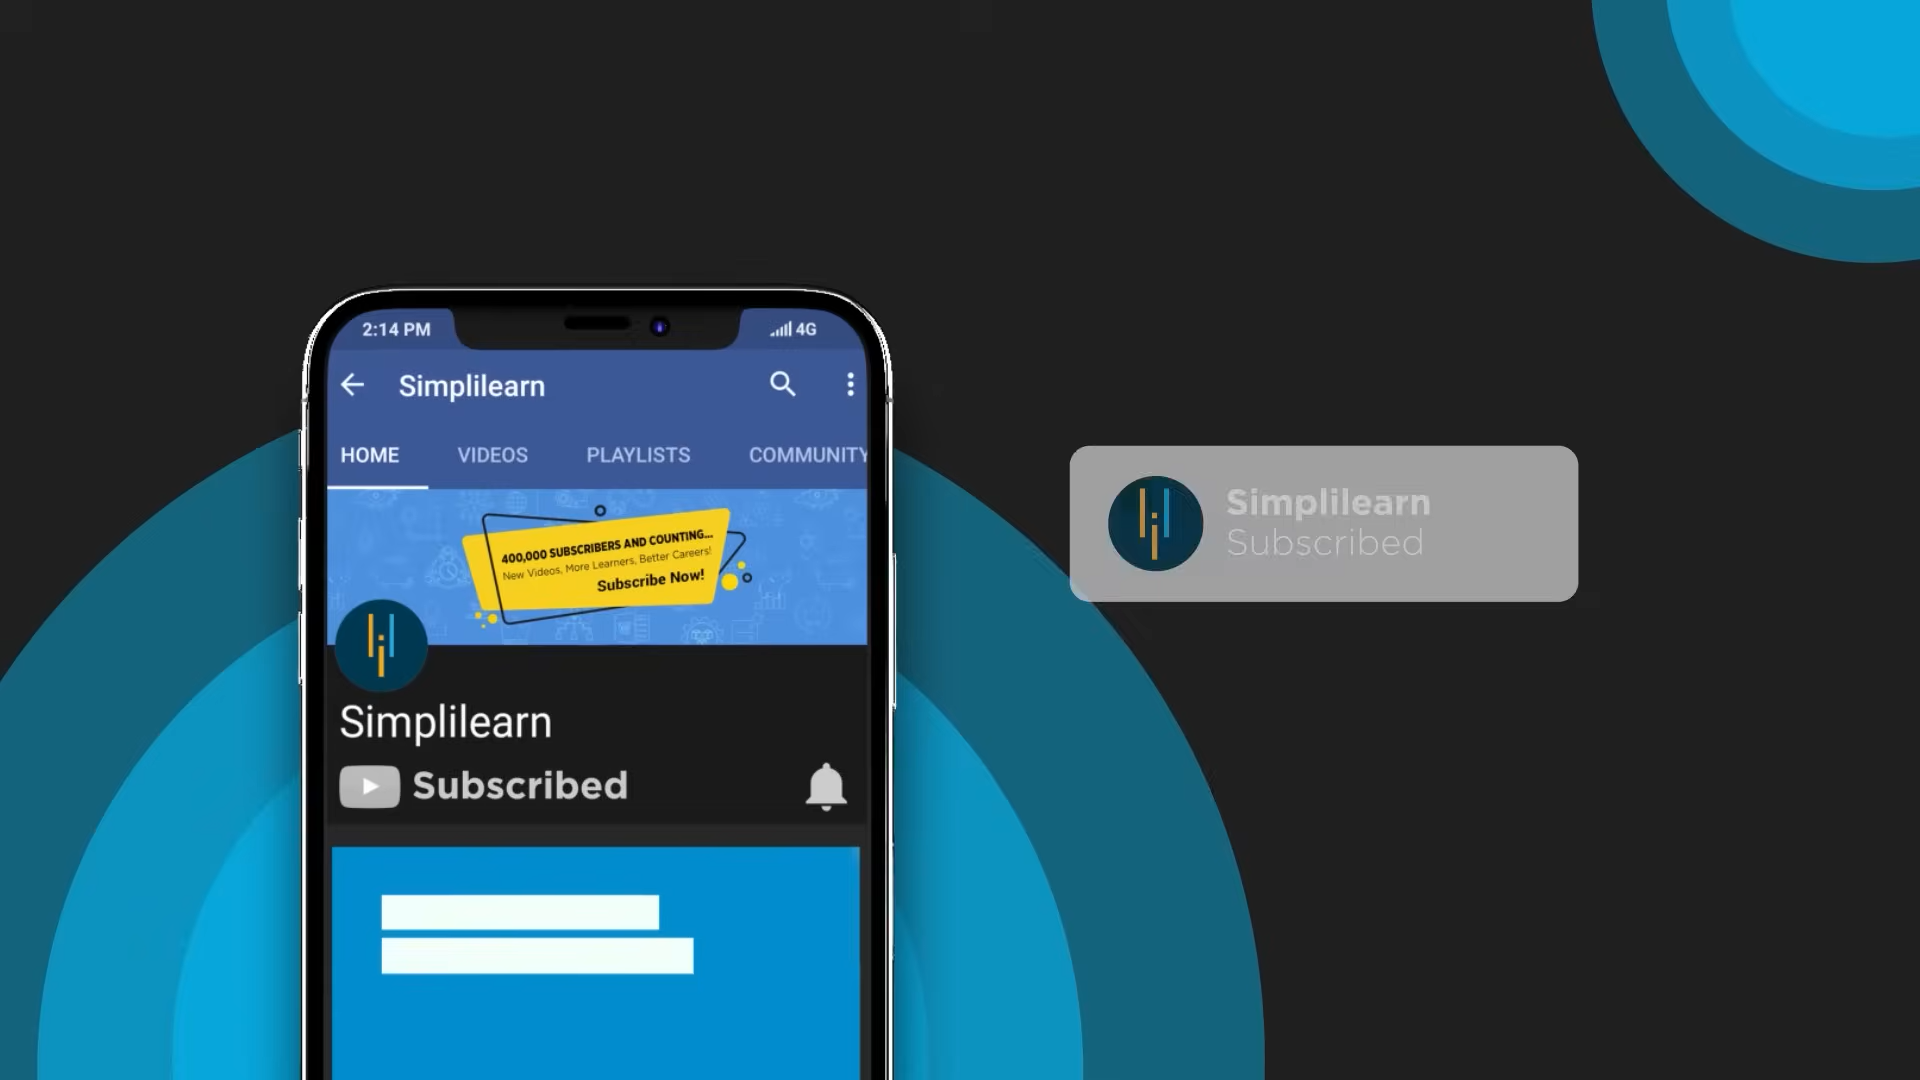 2:14 PM
4G
Simplilearn
HOME VIDEOS PLAYLISTS COMMUNITY
400,000 SUBSCRIBERS AND COUNTING...
New Videos, More Learners, Better Careers!
Subscribe Now!
Simplilearn
Subscribed
Simplilearn
Subscribed